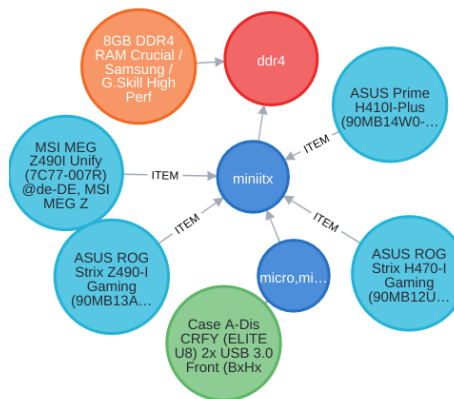 8GB DDR4
RAM Crucial /
Samsung /
G.Skill High
Perf
ddr4
ASUS Prime
H410I-Plus
(90MB14W0-...
MSI MEG
Z490I Unify
(7C77-007R)
@de-DE, MSI
MEG Z
ITEM
ITEM
miniitx
ITEM
ITEM
ASUS ROG
Strix Z490-I
Gaming
(90MB13A...
micro,mi...
ASUS ROG
Strix H470-I
Gaming
(90MB12U...
Case A-Dis
CRFY (ELITE
U8) 2x USB 3.0
Front (BxHx